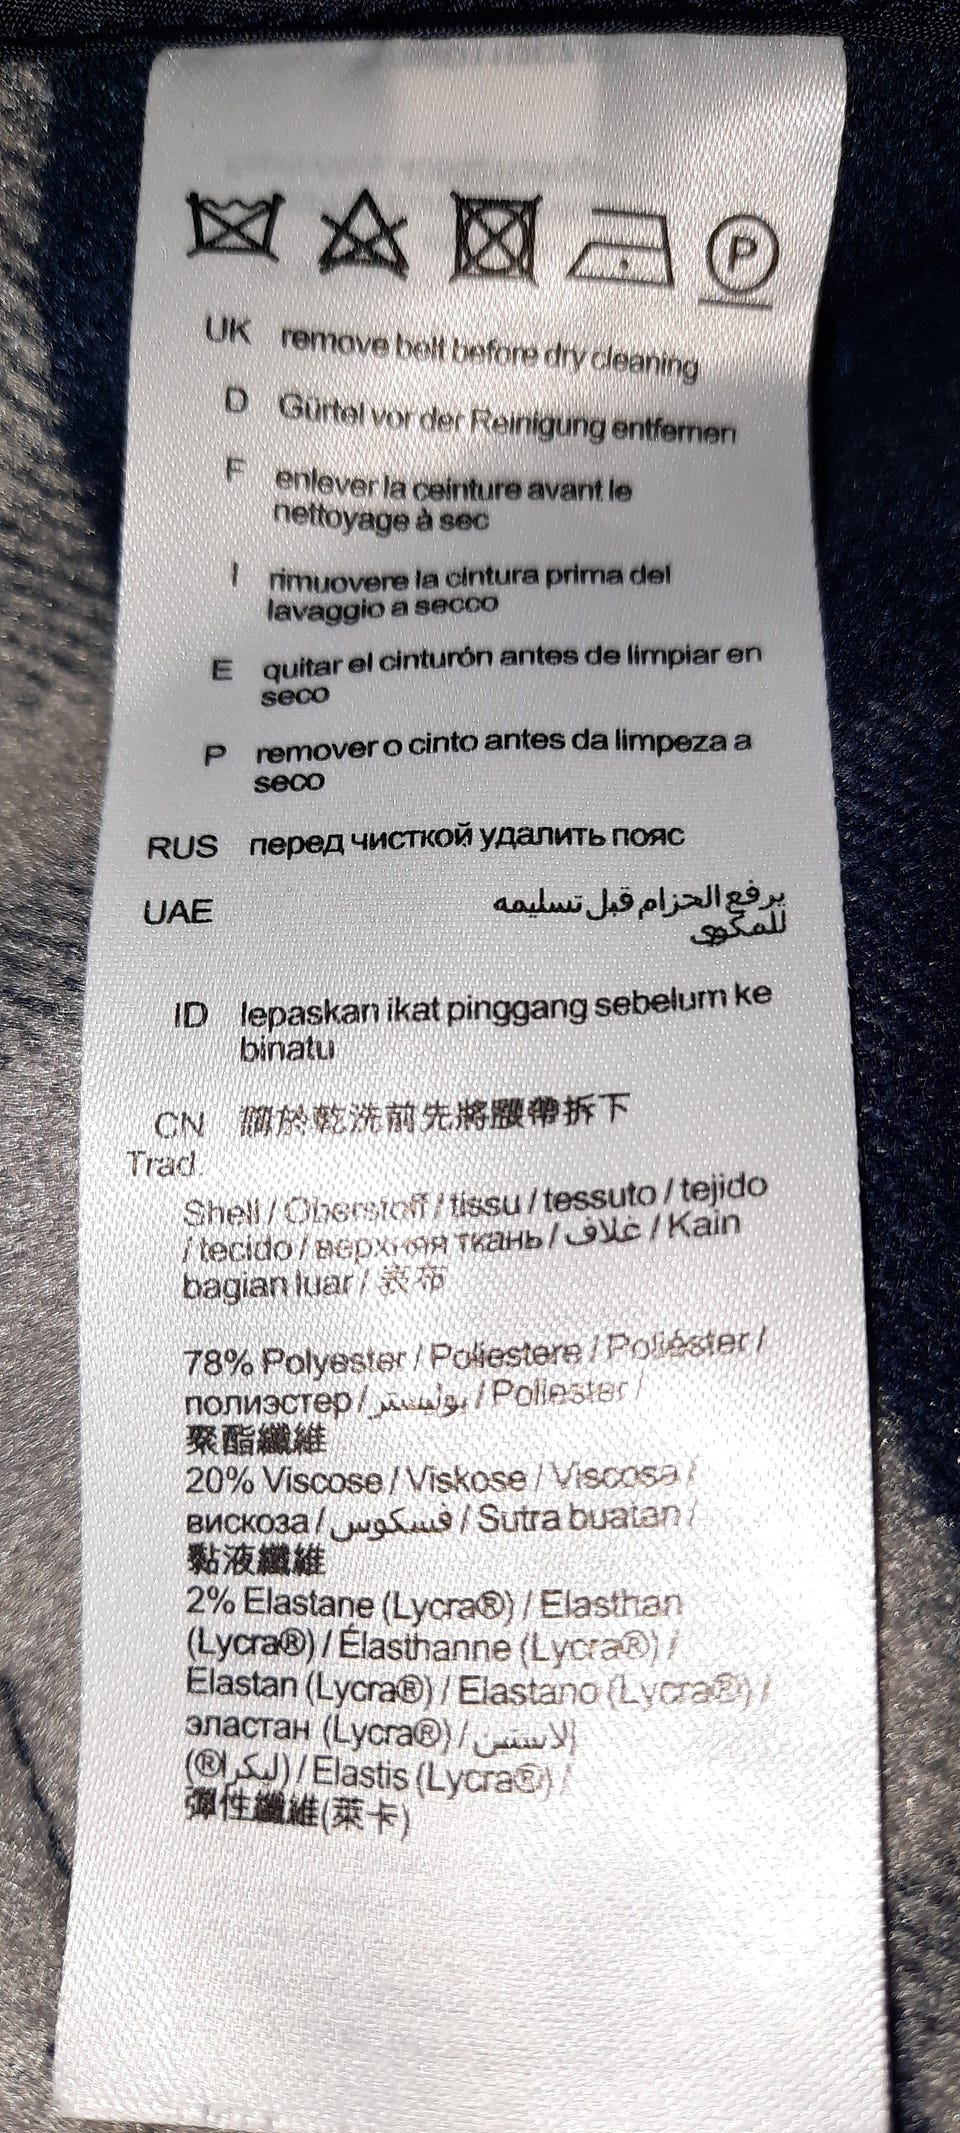 P
UK remove belt before dry cleaning
D Gürtel vor der Reinigung entfernen
F enlever la ceinture avant le
nettoyage à sec
I rimuovere la cintura prima del
lavaggio a secco
E quitar el cinturón antes de limpiar en
seco
P remover o cinto antes da limpeza a
seco
RUS перед чисткой удалить пояс
UAE يرفع الحزام قبل تسليمه
للمكوى
ID lepaskan ikat pinggang sebelum ke
binatu
CN 於乾洗前先將腰帶拆下
Trad.
Shell / Oberstoff / tissu / tessuto / tejido
/ tecido / верхняя ткань / غلاف / Kain
bagian luar / 表布
78% Polyester / Poliestere / Poliéster /
полиэстер / بوليستر / Poliester /
聚酯纖維
20% Viscose / Viskose / Viscosa /
вискоза / فسكوس / Sutra buatan /
黏液纖維
2% Elastane (Lycra®) / Elasthan
(Lycra®) / Élasthanne (Lycra®) /
Elastan (Lycra®) / Elastano (Lycra®) /
эластан (Lycra®) / الاستين
(ليكرا®) / Elastis (Lycra®) /
彈性纖維(萊卡)